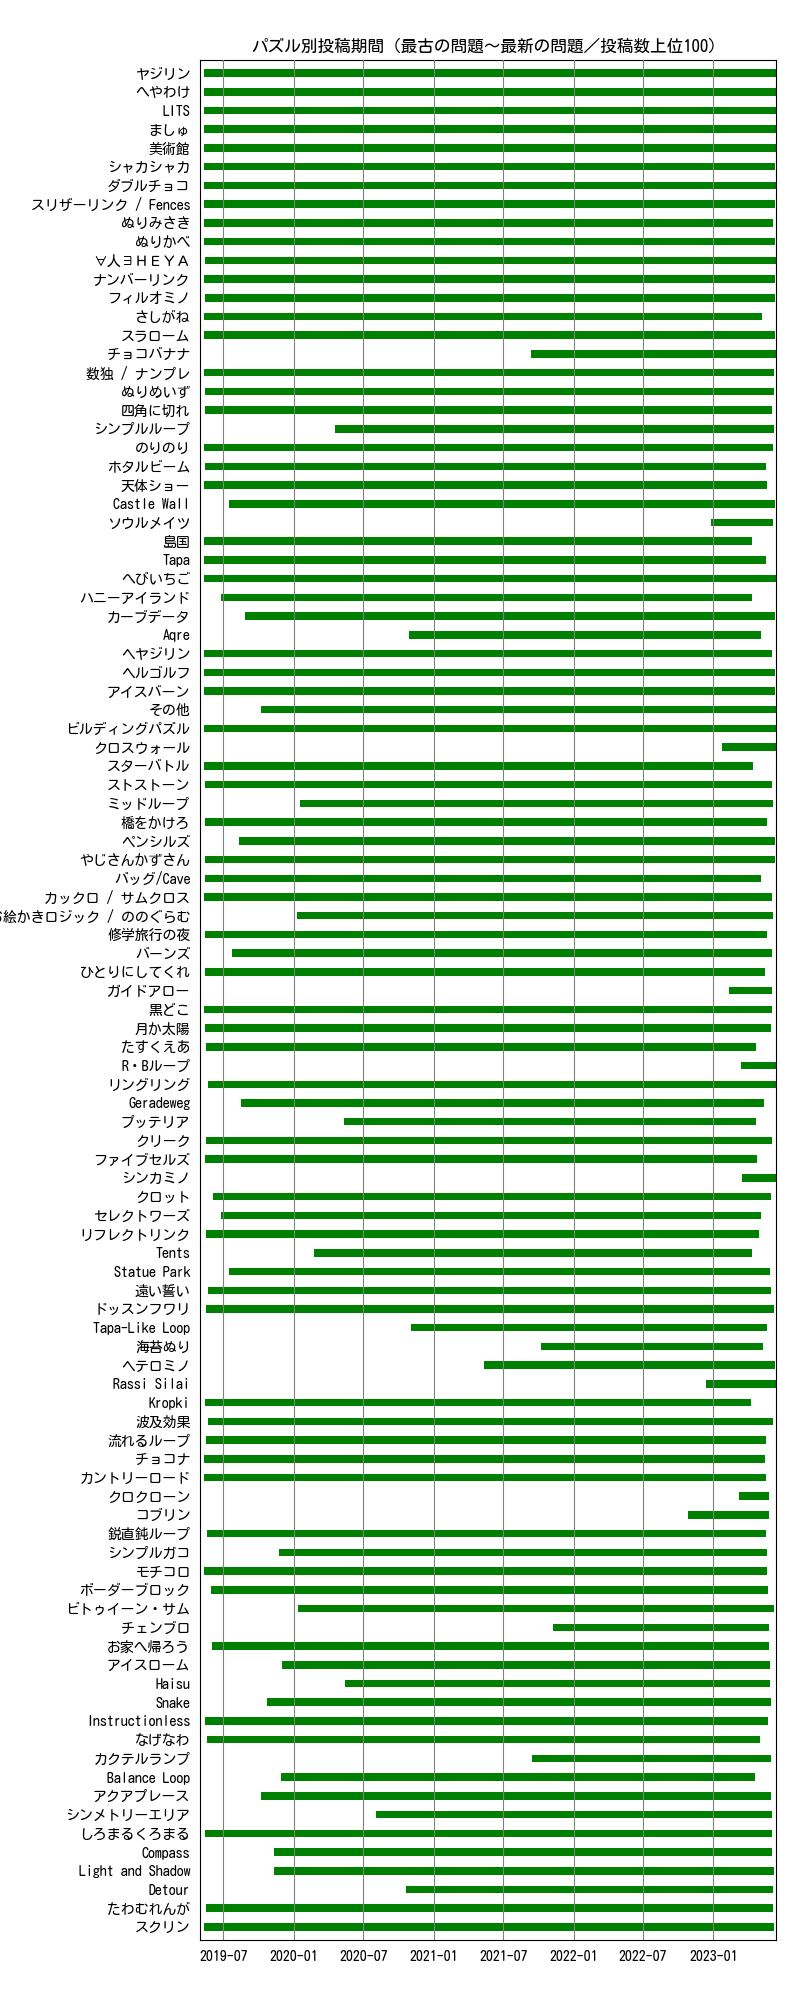 パズル別投稿期間（最古の問題～最新の問題／投稿数上位100）
ヤジリン
へやわけ
LITS
ましゅ
美術館
シャカシャカ
ダブルチョコ
スリザーリンク / Fences
ぬりみさき
ぬりかべ
∀人∃ＨＥＹＡ
ナンバーリンク
フィルオミノ
さしがね
スラローム
チョコバナナ
数独 / ナンプレ
ぬりめいず
四角に切れ
シンプルループ
のりのり
ホタルビーム
天体ショー
Castle Wall
ソウルメイツ
島国
Tapa
へびいちご
ハニーアイランド
カーブデータ
Aqre
ヘヤジリン
ヘルゴルフ
アイスバーン
その他
ビルディングパズル
クロスウォール
スターバトル
ストストーン
ミッドループ
橋をかけろ
ペンシルズ
やじさんかずさん
バッグ/Cave
カックロ / サムクロス
絵かきロジック / ののぐらむ
修学旅行の夜
バーンズ
ひとりにしてくれ
ガイドアロー
黒どこ
月か太陽
たすくえあ
R・Bループ
リングリング
Geradeweg
プッテリア
クリーク
ファイブセルズ
シンカミノ
クロット
セレクトワーズ
リフレクトリンク
Tents
Statue Park
遠い誓い
ドッスンフワリ
Tapa-Like Loop
海苔ぬり
ヘテロミノ
Rassi Silai
Kropki
波及効果
流れるループ
チョコナ
カントリーロード
クロクローン
コブリン
鋭直鈍ループ
シンプルガコ
モチコロ
ボーダーブロック
ビトゥイーン・サム
チェンブロ
お家へ帰ろう
アイスローム
Haisu
Snake
Instructionless
なげなわ
カクテルランプ
Balance Loop
アクアプレース
シンメトリーエリア
しろまるくろまる
Compass
Light and Shadow
Detour
たわむれんが
スクリン
2019-07 2020-01 2020-07 2021-01 2021-07 2022-01 2022-07 2023-01